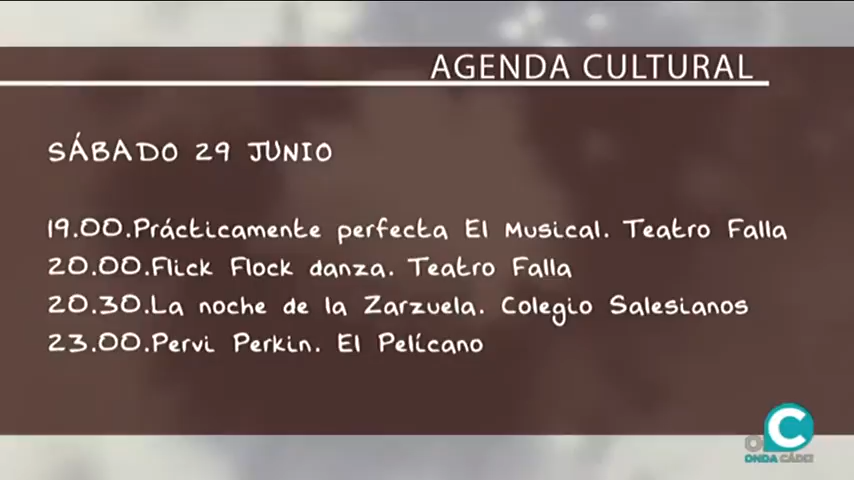 AGENDA CULTURAL
SÁBADO 29 JUNIO
19.00.Prácticamente perfecta El Musical. Teatro Falla
20.00.Flick Flock danza. Teatro Falla
20.30.La noche de la Zarzuela. Colegio Salesianos
23.00.Pervi Perkin. El Pelícano
C
ONDA CÁDIZ